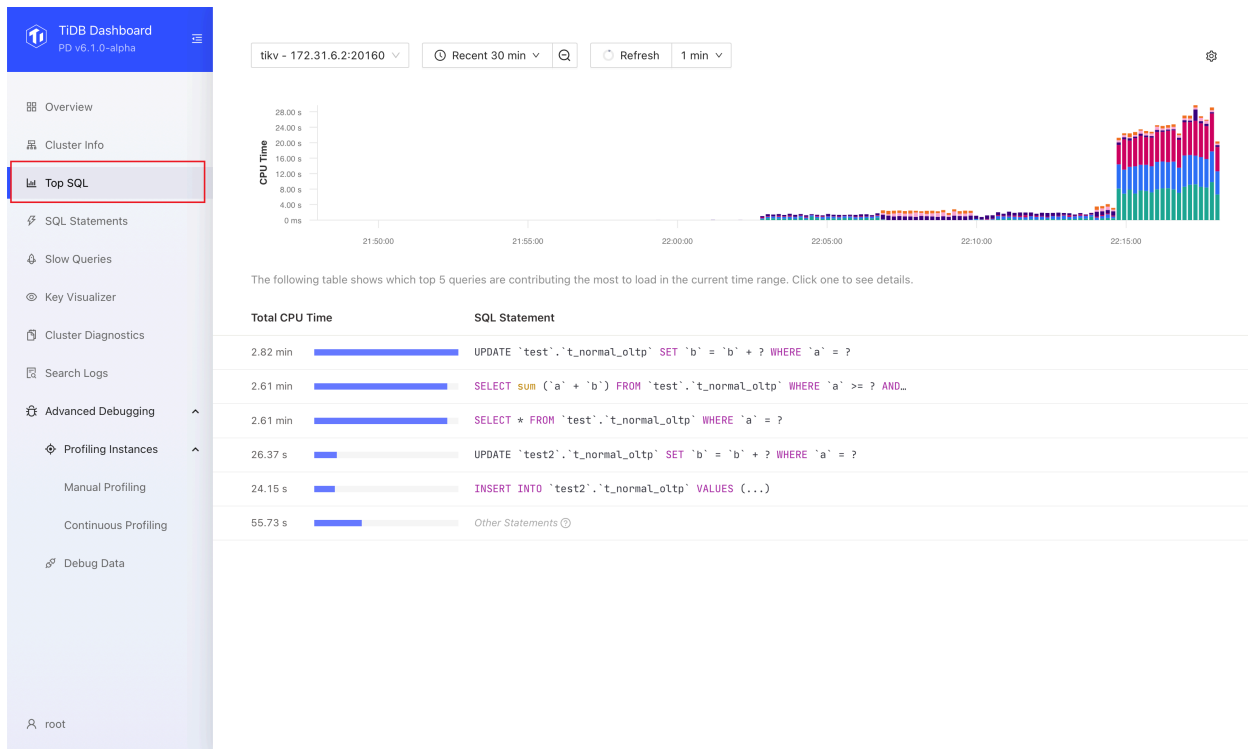 TiDB Dashboard
PD v6.1.0-alpha
Overview
Cluster Info
Top SQL
SQL Statements
Slow Queries
Key Visualizer
Cluster Diagnostics
Search Logs
Advanced Debugging
Profiling Instances
Manual Profiling
Continuous Profiling
Debug Data
root
tikv - 172.31.6.2:20160 Recent 30 min Refresh 1 min
CPU Time
28.00 s
24.00 s
20.00 s
16.00 s
12.00 s
8.00 s
4.00 s
0 ms
21:50:00 21:55:00 22:00:00 22:05:00 22:10:00 22:15:00
The following table shows which top 5 queries are contributing the most to load in the current time range. Click one to see details.
Total CPU Time SQL Statement
2.82 min UPDATE `test`.`t_normal_oltp` SET `b` = `b` + ? WHERE `a` = ?
2.61 min SELECT sum (`a` + `b`) FROM `test`.`t_normal_oltp` WHERE `a` >= ? AND…
2.61 min SELECT * FROM `test`.`t_normal_oltp` WHERE `a` = ?
26.37 s UPDATE `test2`.`t_normal_oltp` SET `b` = `b` + ? WHERE `a` = ?
24.15 s INSERT INTO `test2`.`t_normal_oltp` VALUES (...)
55.73 s Other Statements